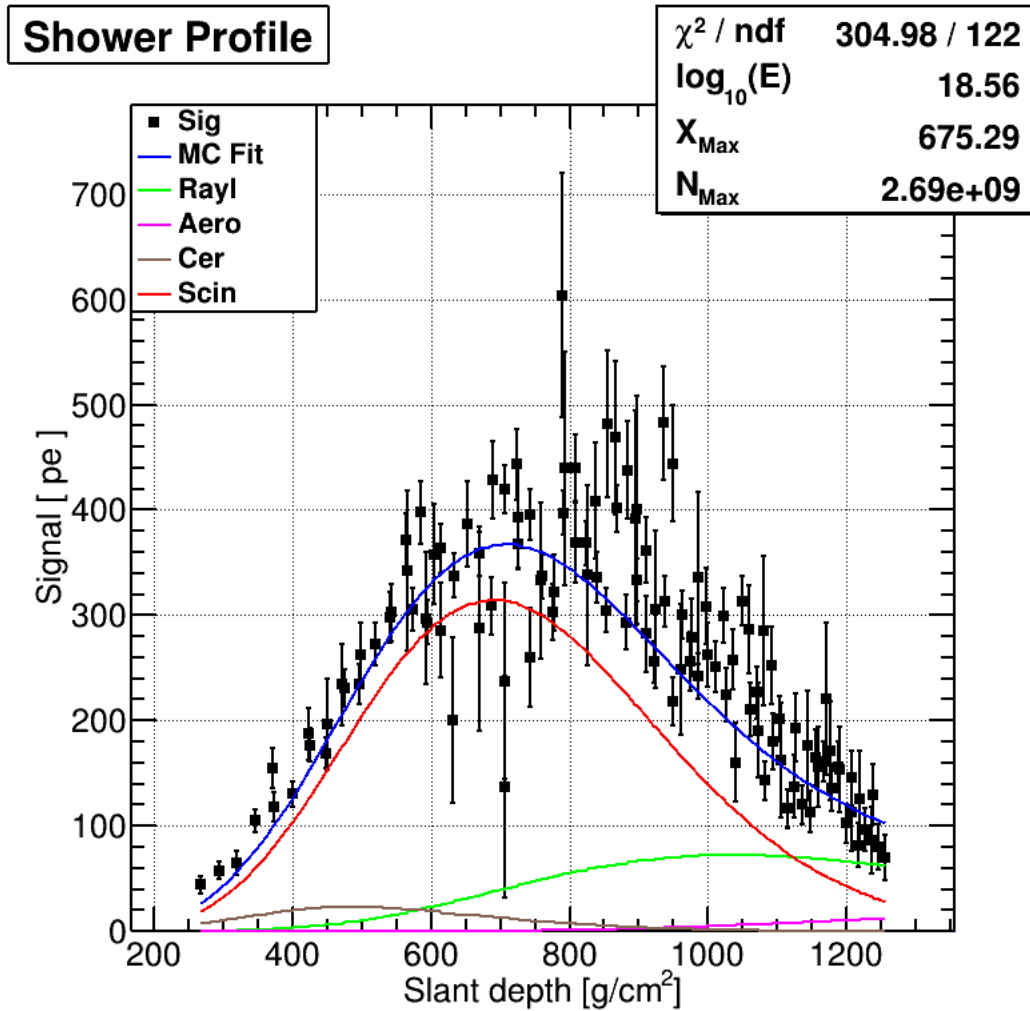 Shower Profile
χ² / ndf 304.98 / 122
log₁₀(E) 18.56
X_Max 675.29
N_Max 2.69e+09
Sig
MC Fit
Rayl
Aero
Cer
Scin
700
600
500
400
300
200
100
0
Signal [ pe ]
200 400 600 800 1000 1200
Slant depth [g/cm²]